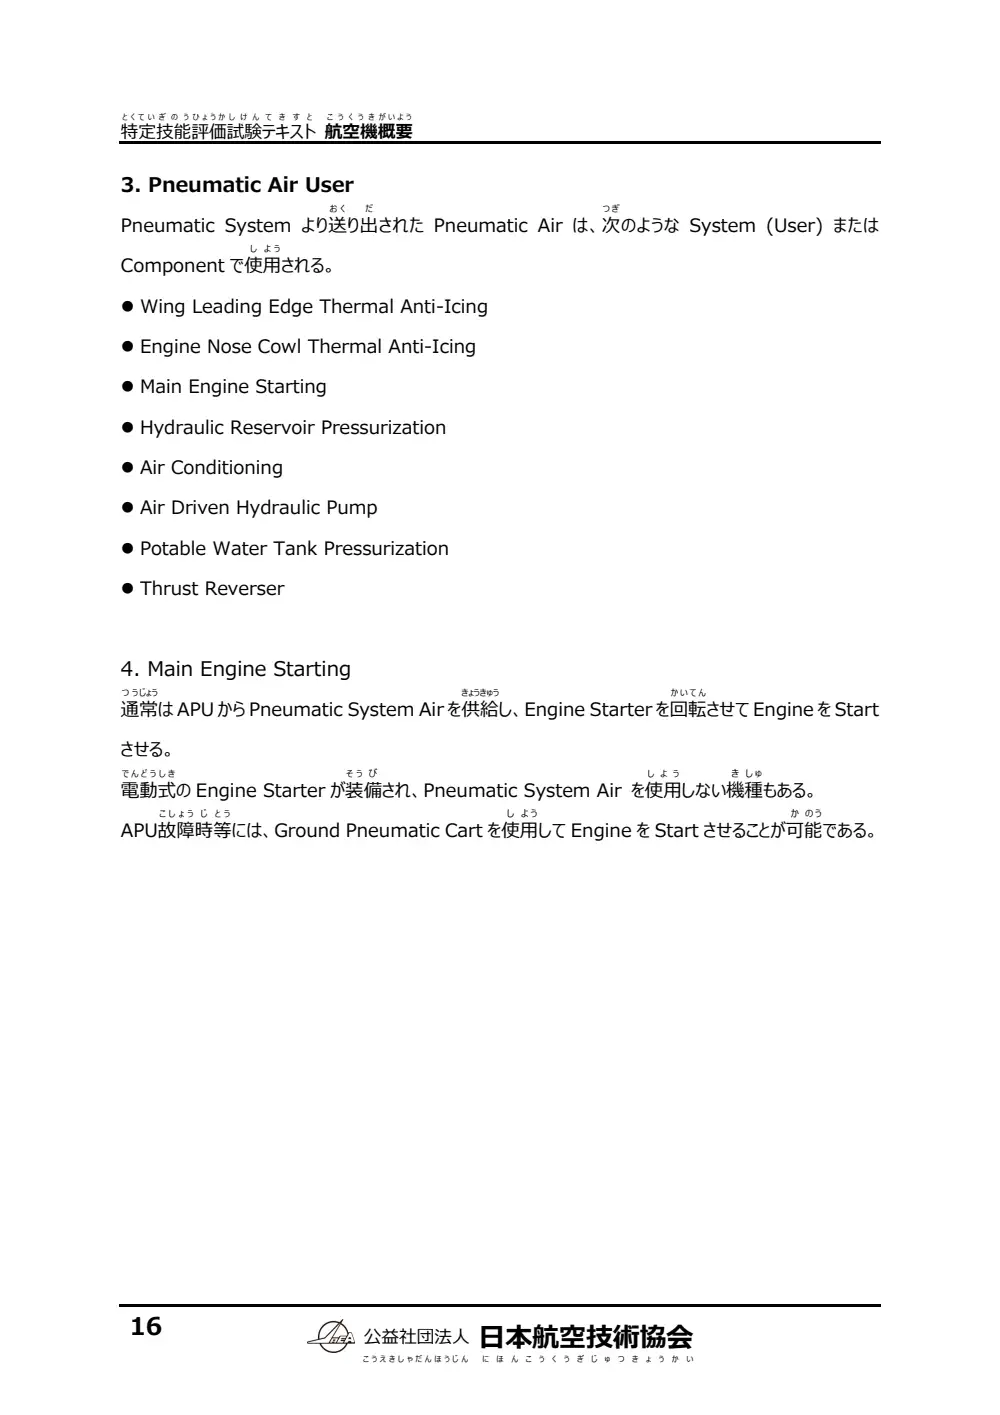 とくていぎのうひょうかしけんてきすと こうくうきがいよう
特定技能評価試験テキスト 航空機概要
3. Pneumatic Air User
おく だ つぎ
Pneumatic System より送り出された Pneumatic Air は、次のような System (User) または
しよう
Component で使用される。
● Wing Leading Edge Thermal Anti-Icing
● Engine Nose Cowl Thermal Anti-Icing
● Main Engine Starting
● Hydraulic Reservoir Pressurization
● Air Conditioning
● Air Driven Hydraulic Pump
● Potable Water Tank Pressurization
● Thrust Reverser
4. Main Engine Starting
つうじょう きょうきゅう かいてん
通常は APU から Pneumatic System Air を供給し、Engine Starter を回転させて Engine を Start
させる。
でんどうしき そうび しよう きしゅ
電動式の Engine Starter が装備され、Pneumatic System Air を使用しない機種もある。
こしょうじとう しよう かのう
APU故障時等には、Ground Pneumatic Cart を使用して Engine を Start させることが可能である。
16
公益社団法人 日本航空技術協会
こうえきしゃだんほうじん にほんこうくうぎじゅつきょうかい